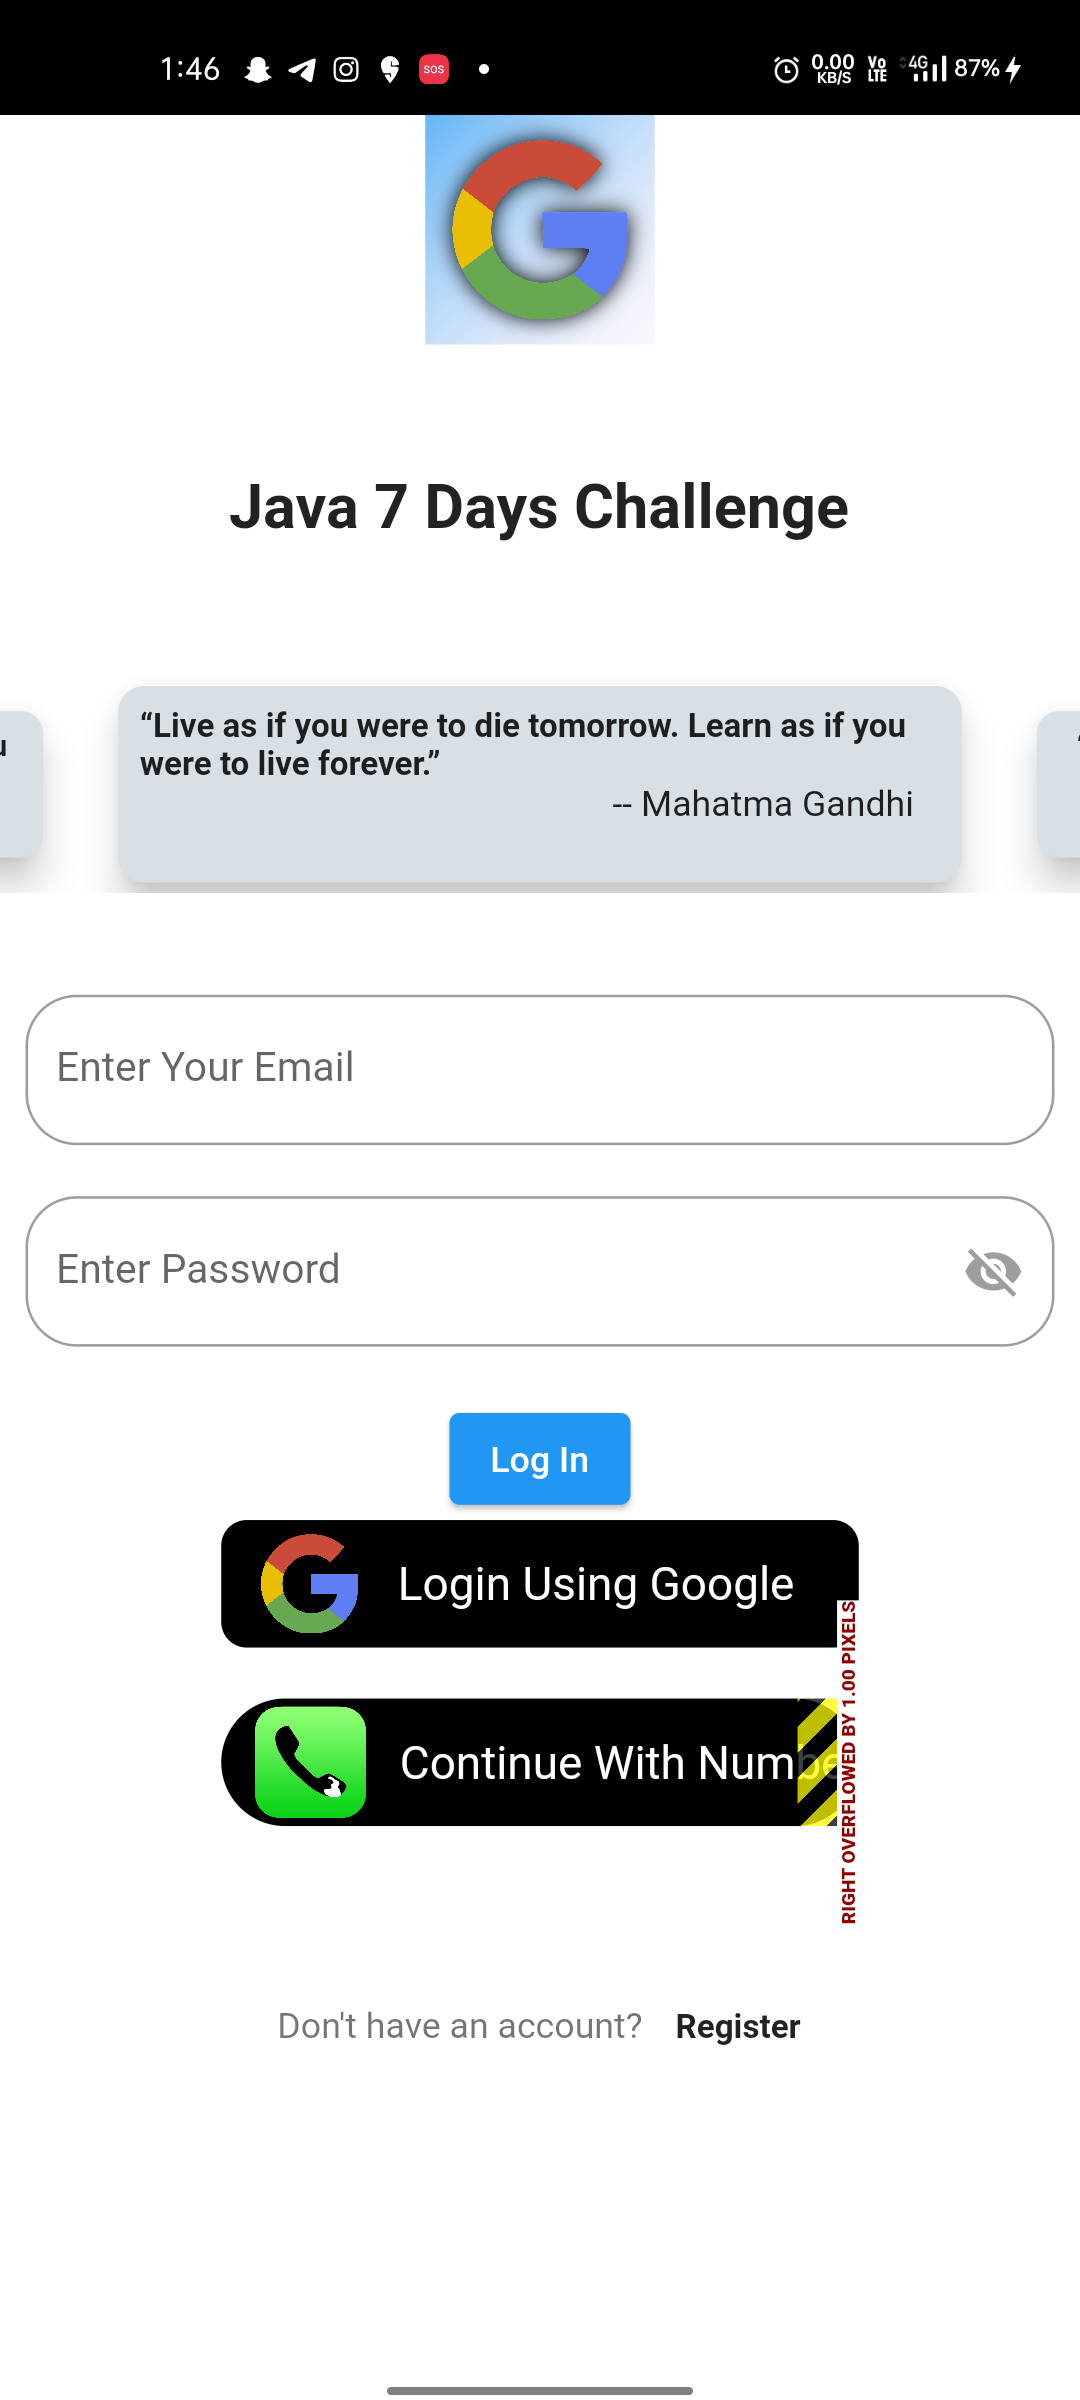 1:46 SOS 0.00 KB/S Vo LTE 4G 87%
Java 7 Days Challenge
u
“Live as if you were to die tomorrow. Learn as if you
were to live forever.”
-- Mahatma Gandhi
“
Enter Your Email
Enter Password
Log In
Login Using Google
Continue With Numbe
RIGHT OVERFLOWED BY 1.00 PIXELS
Don't have an account? Register